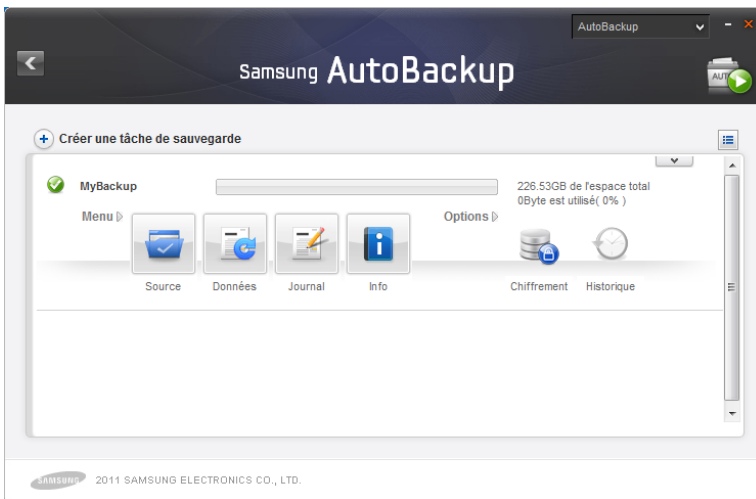 AutoBackup
Samsung AutoBackup
AUTO
Créer une tâche de sauvegarde
MyBackup
226.53GB de l'espace total
0Byte est utilisé( 0% )
Menu
Options
Source
Données
Journal
Info
Chiffrement
Historique
SAMSUNG
2011 SAMSUNG ELECTRONICS CO., LTD.